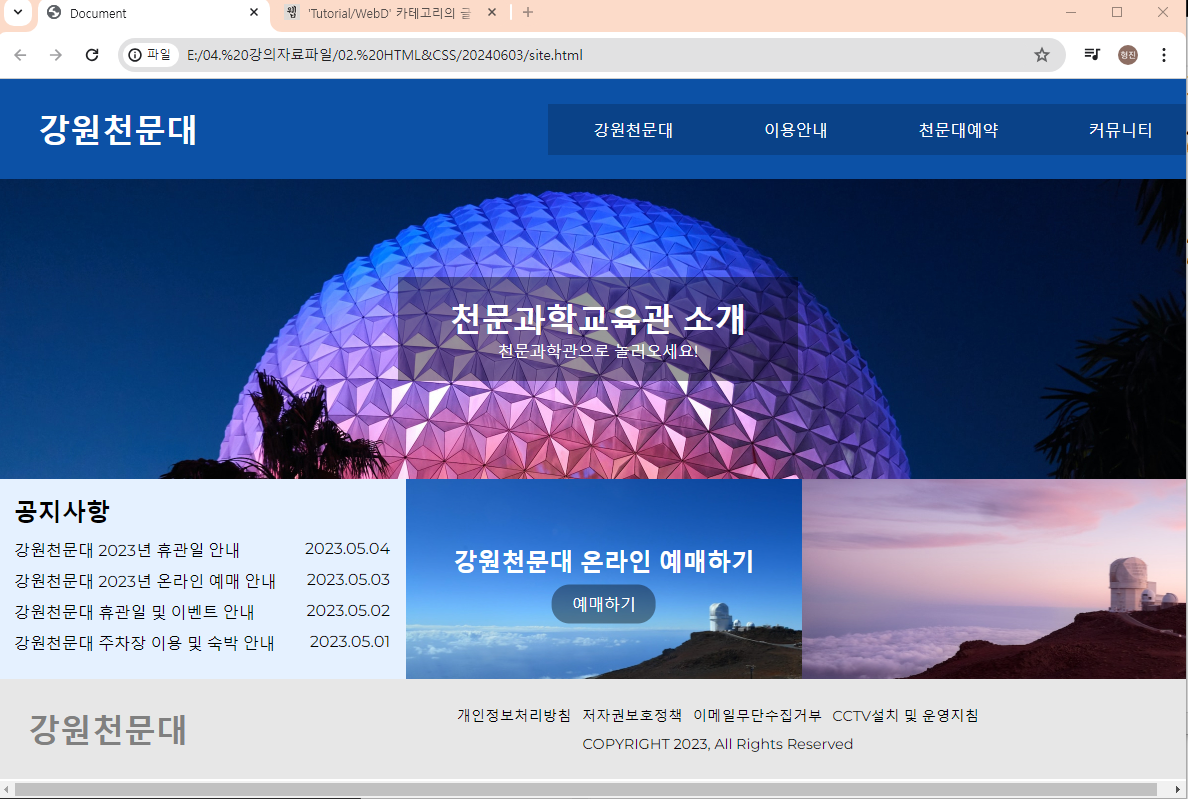 Document
'Tutorial/WebD' 카테고리의 글
파일 E:/04.%20강의자료파일/02.%20HTML&CSS/20240603/site.html
형진
강원천문대
강원천문대 이용안내 천문대예약 커뮤니티
천문과학교육관 소개
천문과학관으로 놀러오세요!
공지사항
강원천문대 2023년 휴관일 안내 2023.05.04
강원천문대 2023년 온라인 예매 안내 2023.05.03
강원천문대 휴관일 및 이벤트 안내 2023.05.02
강원천문대 주차장 이용 및 숙박 안내 2023.05.01
강원천문대 온라인 예매하기
예매하기
강원천문대
개인정보처리방침 저자권보호정책 이메일무단수집거부 CCTV설치 및 운영지침
COPYRIGHT 2023, All Rights Reserved